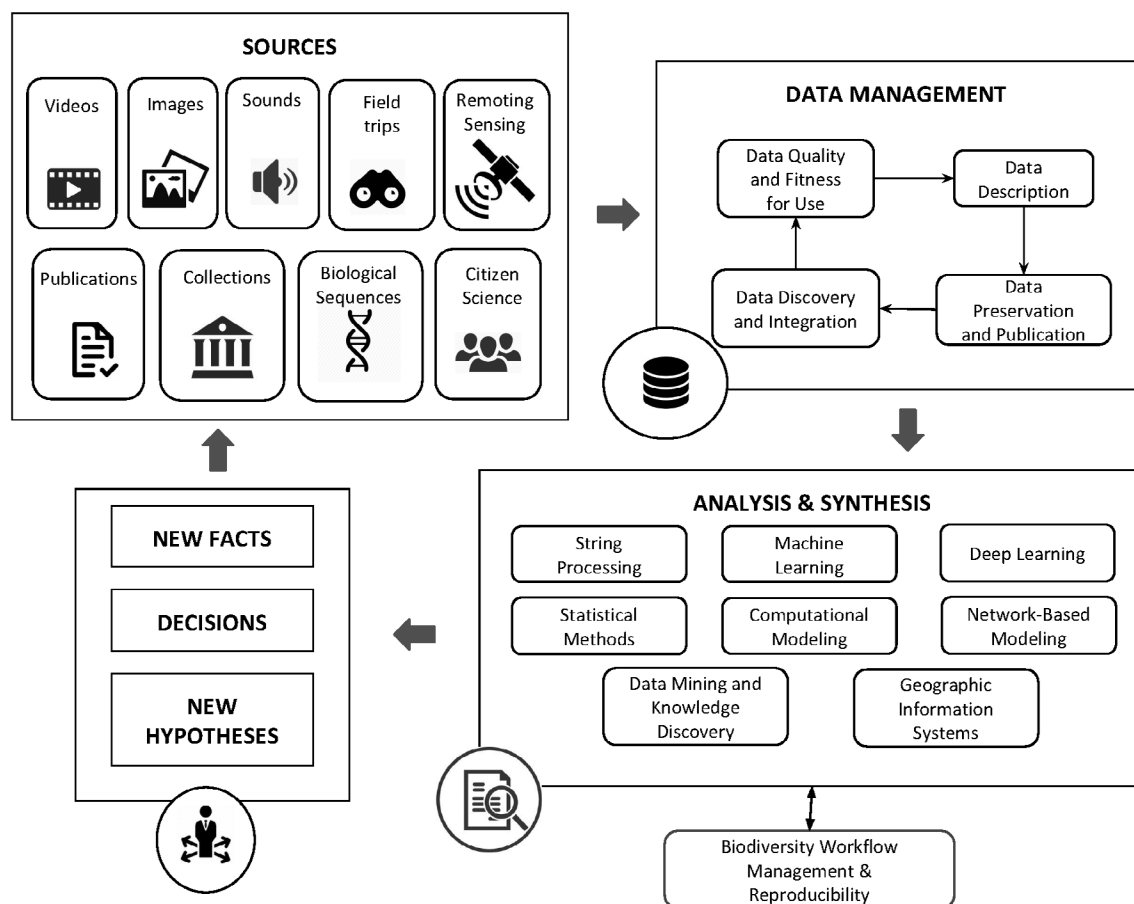 SOURCES
Videos
Images
Sounds
Field
trips
Remoting
Sensing
Publications
Collections
Biological
Sequences
Citizen
Science
DATA MANAGEMENT
Data Quality
and Fitness
for Use
Data
Description
Data Discovery
and Integration
Data
Preservation
and Publication
ANALYSIS & SYNTHESIS
String
Processing
Machine
Learning
Deep Learning
Statistical
Methods
Computational
Modeling
Network-Based
Modeling
Data Mining and
Knowledge
Discovery
Geographic
Information
Systems
NEW FACTS
DECISIONS
NEW
HYPOTHESES
Biodiversity Workflow
Management &
Reproducibility